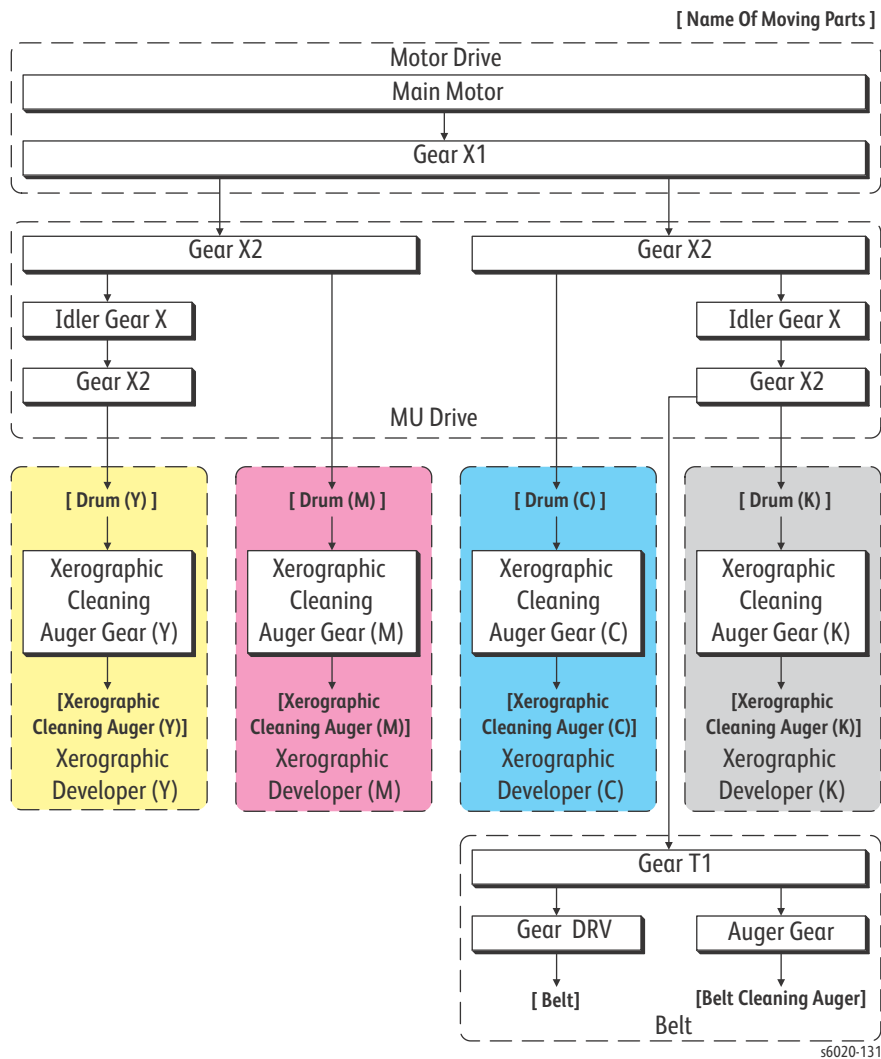 [ Name Of Moving Parts ]
Motor Drive
Main Motor
Gear X1
Gear X2
Gear X2
Idler Gear X
Idler Gear X
Gear X2
Gear X2
MU Drive
[ Drum (Y) ]
[ Drum (M) ]
[ Drum (C) ]
[ Drum (K) ]
Xerographic
Cleaning
Auger Gear (Y)
Xerographic
Cleaning
Auger Gear (M)
Xerographic
Cleaning
Auger Gear (C)
Xerographic
Cleaning
Auger Gear (K)
[Xerographic
Cleaning Auger (Y)]
[Xerographic
Cleaning Auger (M)]
[Xerographic
Cleaning Auger (C)]
[Xerographic
Cleaning Auger (K)]
Xerographic
Developer (Y)
Xerographic
Developer (M)
Xerographic
Developer (C)
Xerographic
Developer (K)
Gear T1
Gear DRV
Auger Gear
[ Belt]
[Belt Cleaning Auger]
Belt
s6020-131